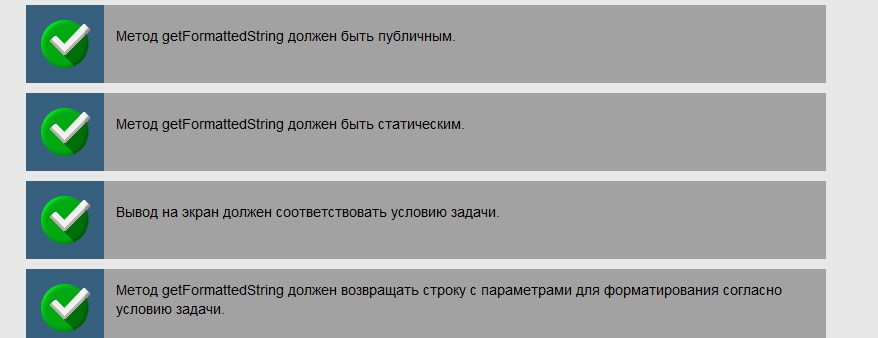 Метод getFormattedString должен быть публичным.
Метод getFormattedString должен быть статическим.
Вывод на экран должен соответствовать условию задачи.
Метод getFormattedString должен возвращать строку с параметрами для форматирования согласно
условию задачи.